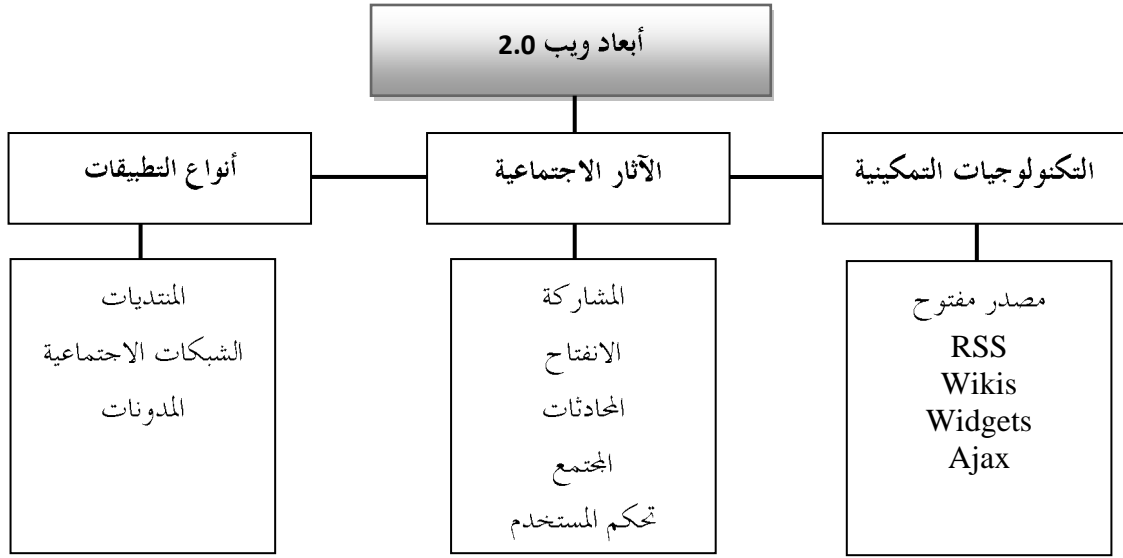 أبعاد ويب 2.0
التكنولوجيات التمكينية
الآثار الاجتماعية
أنواع التطبيقات
مصدر مفتوح
RSS
Wikis
Widgets
Ajax
المشاركة
الانفتاح
المحادثات
المجتمع
تحكم المستخدم
المنتديات
الشبكات الاجتماعية
المدونات